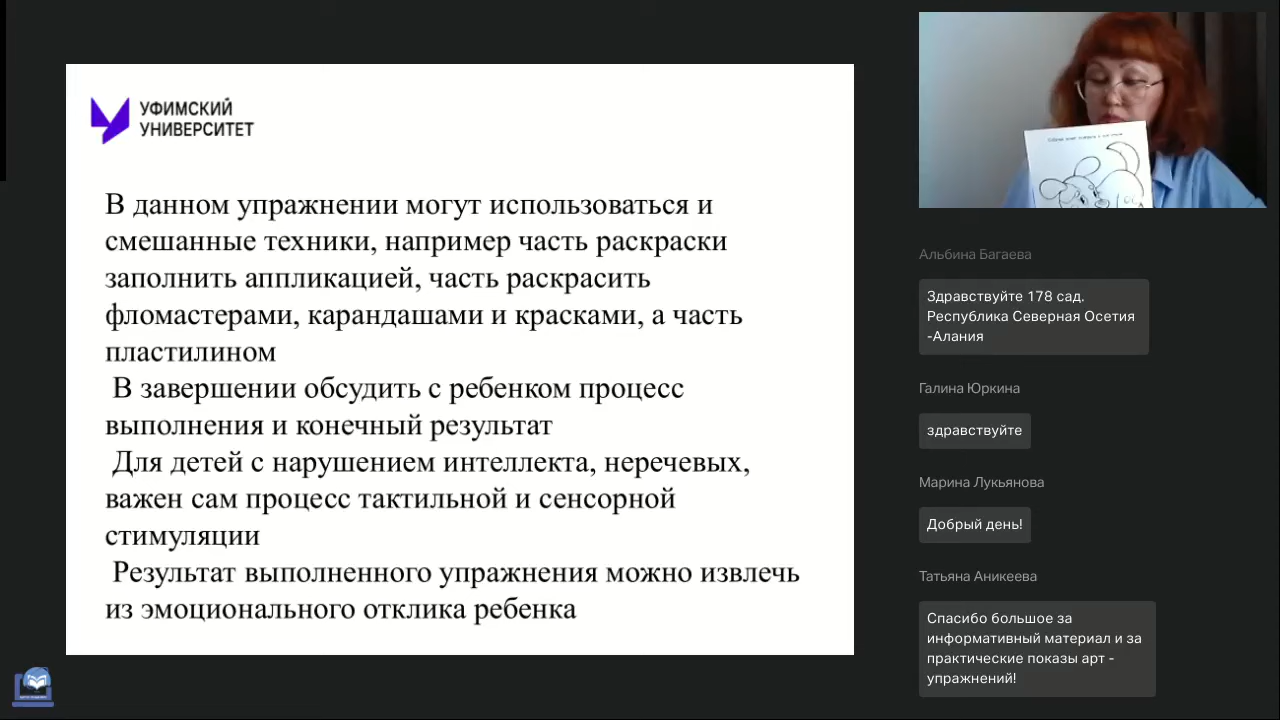 УФИМСКИЙ
УНИВЕРСИТЕТ
В данном упражнении могут использоваться и
смешанные техники, например часть раскраски
заполнить аппликацией, часть раскрасить
фломастерами, карандашами и красками, а часть
пластилином
В завершении обсудить с ребенком процесс
выполнения и конечный результат
Для детей с нарушением интеллекта, неречевых,
важен сам процесс тактильной и сенсорной
стимуляции
Результат выполненного упражнения можно извлечь
из эмоционального отклика ребенка
Альбина Багаева
Здравствуйте 178 сад.
Республика Северная Осетия
-Алания
Галина Юркина
здравствуйте
Марина Лукьянова
Добрый день!
Татьяна Аникеева
Спасибо большое за
информативный материал и за
практические показы арт -
упражнений!